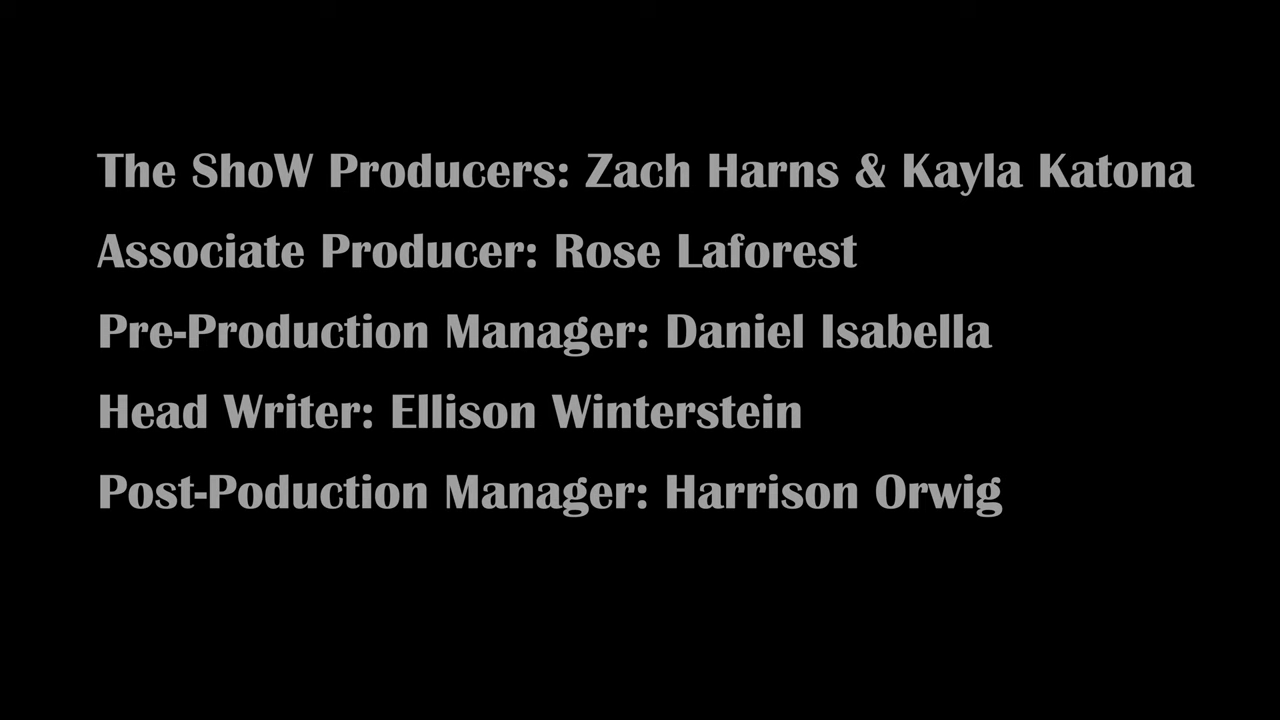 The ShoW Producers: Zach Harns & Kayla Katona
Associate Producer: Rose Laforest
Pre-Production Manager: Daniel Isabella
Head Writer: Ellison Winterstein
Post-Poduction Manager: Harrison Orwig